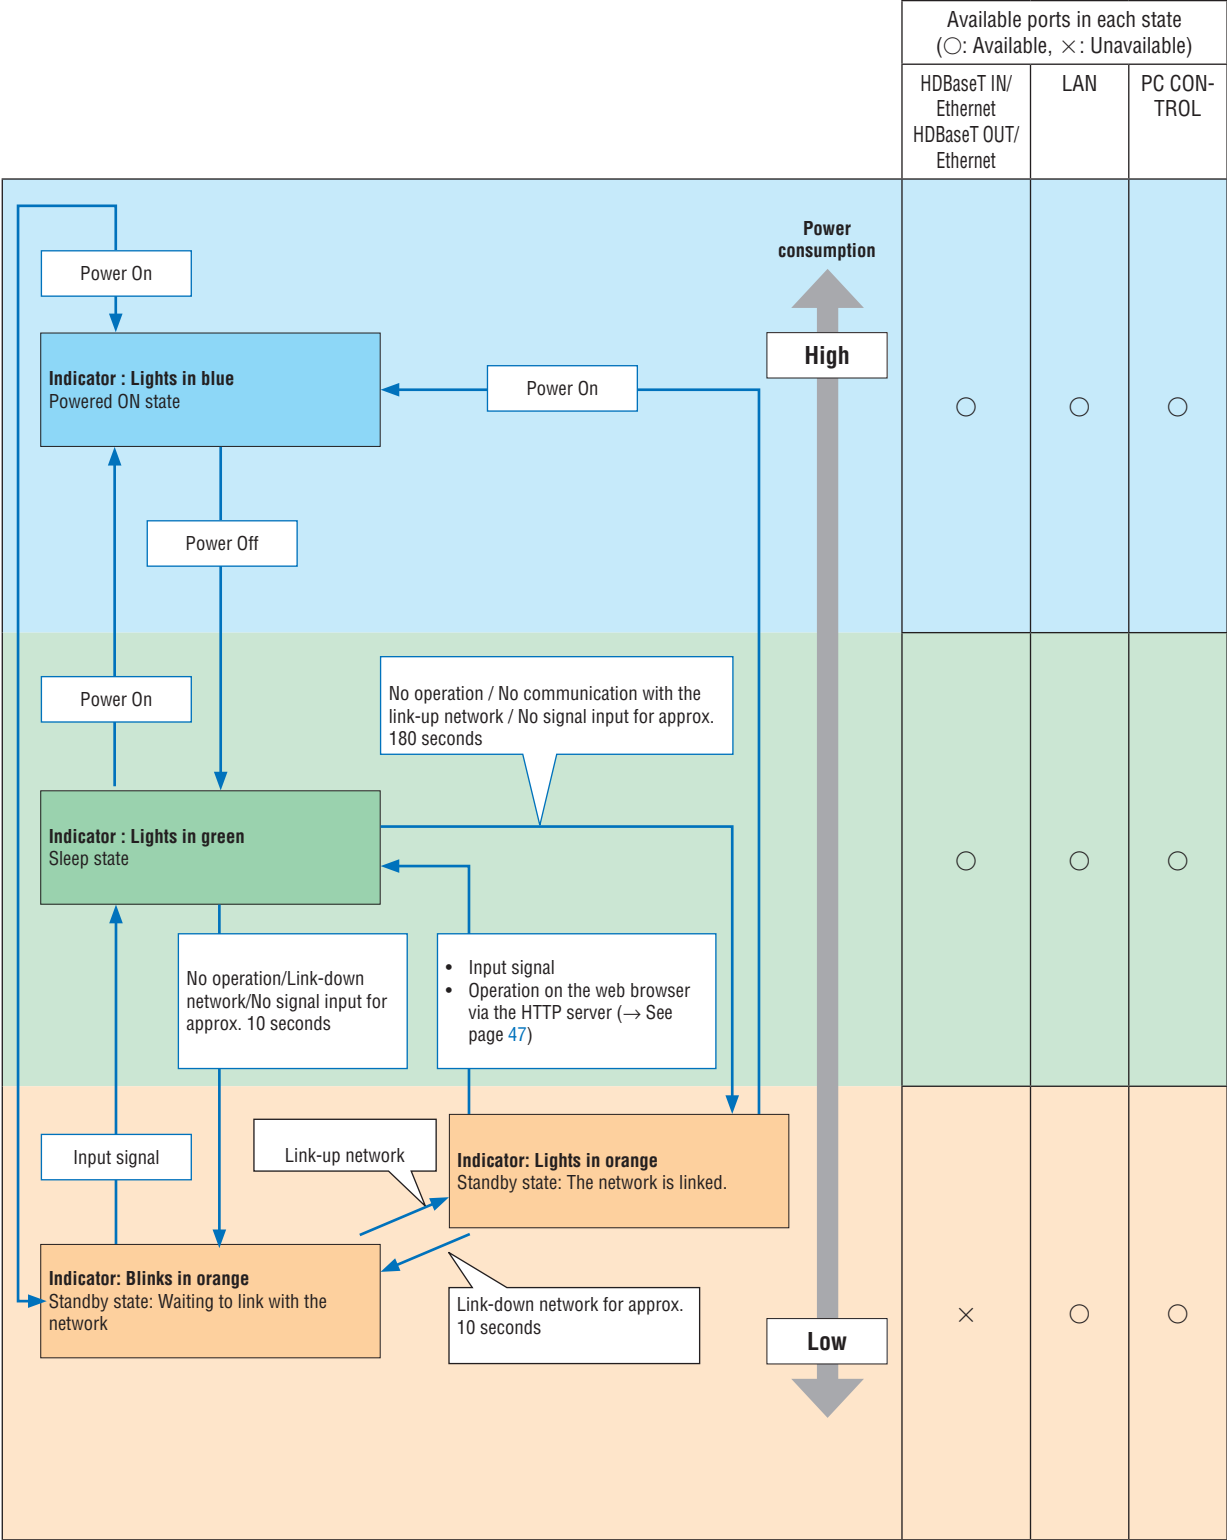 Available ports in each state
(○: Available, ×: Unavailable)
HDBaseT IN/
Ethernet
HDBaseT OUT/
Ethernet
LAN
PC CON-
TROL
Power
consumption
Power On
High
Indicator : Lights in blue
Powered ON state
Power On
○
○
○
Power Off
No operation / No communication with the
link-up network / No signal input for approx.
180 seconds
Power On
Indicator : Lights in green
Sleep state
○
○
○
No operation/Link-down
network/No signal input for
approx. 10 seconds
• Input signal
• Operation on the web browser
via the HTTP server (→ See
page 47)
Input signal
Link-up network
Indicator: Lights in orange
Standby state: The network is linked.
Indicator: Blinks in orange
Standby state: Waiting to link with the
network
Link-down network for approx.
10 seconds
Low
×
○
○